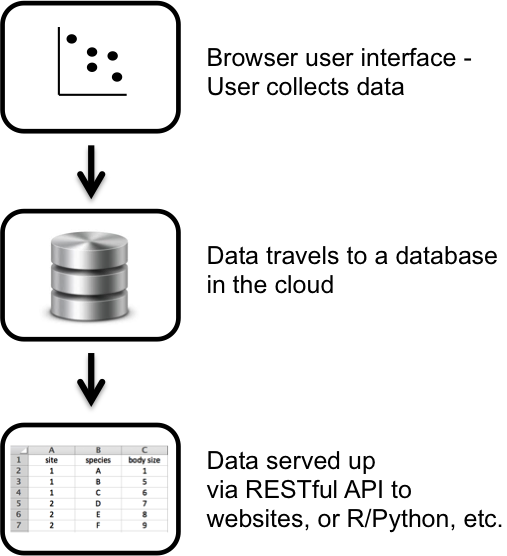 Browser user interface -
User collects data
Data travels to a database
in the cloud
A B C
1 site species body size
2 1 A 1
3 1 B 5
4 1 C 6
5 2 D 7
6 2 E 8
7 2 F 9
Data served up
via RESTful API to
websites, or R/Python, etc.